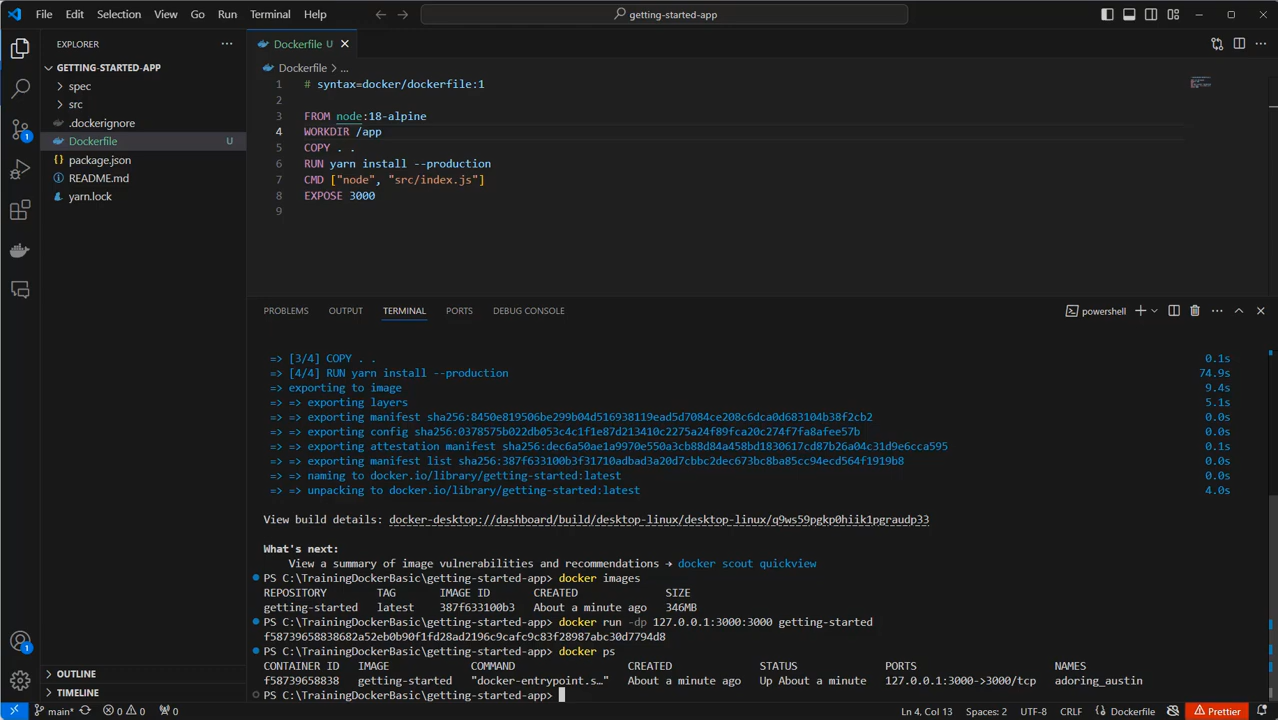 File Edit Selection View Go Run Terminal Help getting-started-app
EXPLORER
GETTING-STARTED-APP
spec
src
.dockerignore
Dockerfile U
package.json
README.md
yarn.lock
OUTLINE
TIMELINE
Dockerfile U
Dockerfile > ...
1 # syntax=docker/dockerfile:1
2
3 FROM node:18-alpine
4 WORKDIR /app
5 COPY . .
6 RUN yarn install --production
7 CMD ["node", "src/index.js"]
8 EXPOSE 3000
9
PROBLEMS OUTPUT TERMINAL PORTS DEBUG CONSOLE powershell
=> [3/4] COPY . . 0.1s
=> [4/4] RUN yarn install --production 74.9s
=> exporting to image 9.4s
=> => exporting layers 5.1s
=> => exporting manifest sha256:8450e819506be299b04d516938119ead5d7084ce208c6dca0d683104b38f2cb2 0.0s
=> => exporting config sha256:0378575b022db053c4c1f1e87d213410c2275a24f89fca20c274f7fa8afee57b 0.0s
=> => exporting attestation manifest sha256:dec6a50ae1a9970e550a3cb88d84a458bd1830617cd87b26a04c31d9e6cca595 0.1s
=> => exporting manifest list sha256:387f633100b3f31710adbad3a20d7cbbc2dec673bc8ba85cc94ecd564f1919b8 0.0s
=> => naming to docker.io/library/getting-started:latest 0.0s
=> => unpacking to docker.io/library/getting-started:latest 4.0s
View build details: docker-desktop://dashboard/build/desktop-linux/desktop-linux/q9ws59pgkp0hiik1pgraudp33
What's next:
View a summary of image vulnerabilities and recommendations → docker scout quickview
PS C:\TrainingDockerBasic\getting-started-app> docker images
REPOSITORY TAG IMAGE ID CREATED SIZE
getting-started latest 387f633100b3 About a minute ago 346MB
PS C:\TrainingDockerBasic\getting-started-app> docker run -dp 127.0.0.1:3000:3000 getting-started
f58739658838682a52eb0b90f1fd28ad2196c9cafc9c83f28987abc30d7794d8
PS C:\TrainingDockerBasic\getting-started-app> docker ps
CONTAINER ID IMAGE COMMAND CREATED STATUS PORTS NAMES
f58739658838 getting-started "docker-entrypoint.s…" About a minute ago Up About a minute 127.0.0.1:3000->3000/tcp adoring_austin
PS C:\TrainingDockerBasic\getting-started-app>
main* 0 0 0 Ln 4, Col 13 Spaces: 2 UTF-8 CRLF Dockerfile Prettier